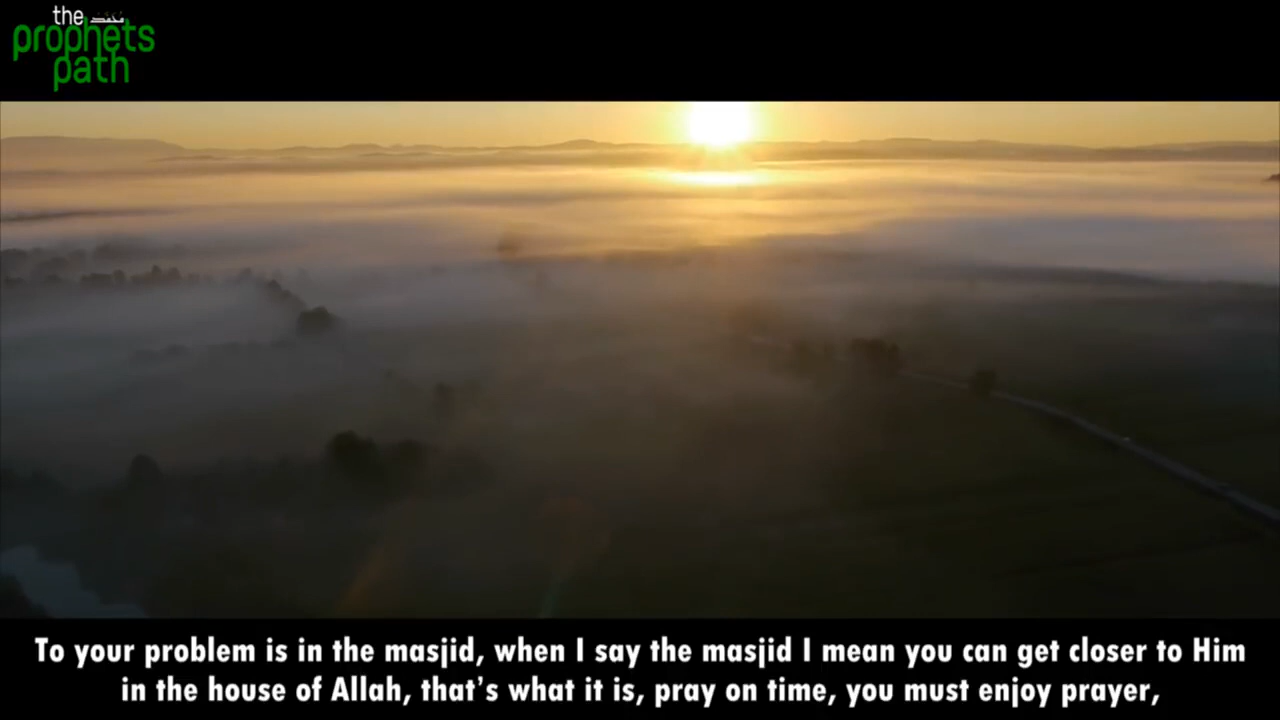 the محمد
prophets
path
To your problem is in the masjid, when I say the masjid I mean you can get closer to Him
in the house of Allah, that's what it is, pray on time, you must enjoy prayer,